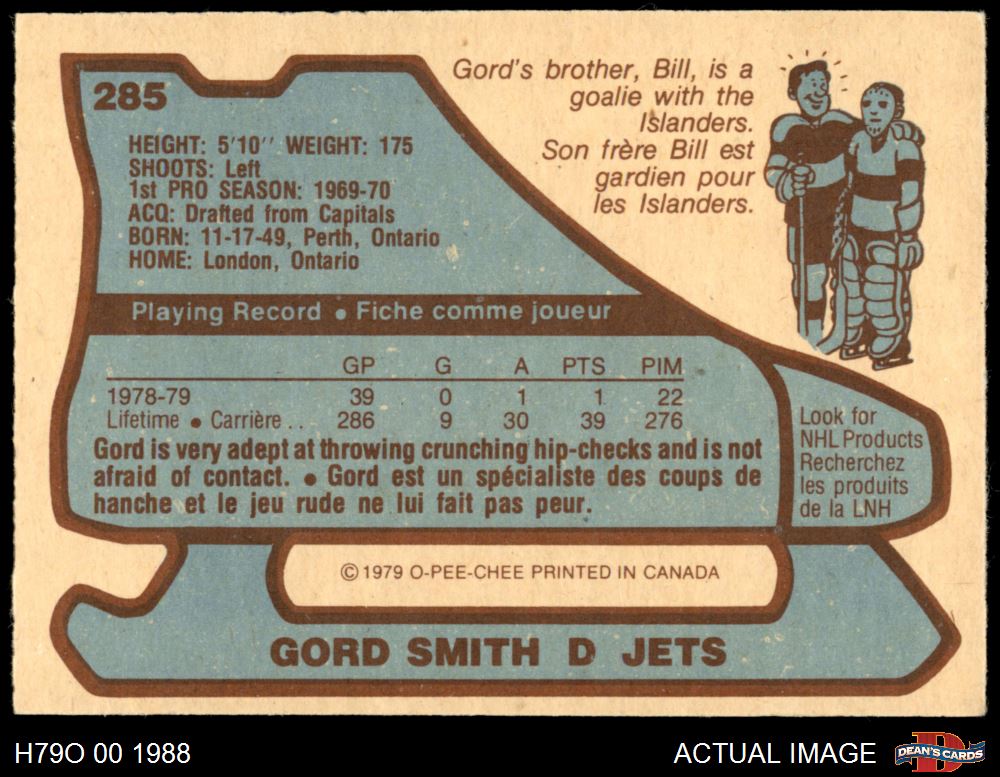 285
HEIGHT: 5'10'' WEIGHT: 175
SHOOTS: Left
1st PRO SEASON: 1969-70
ACQ: Drafted from Capitals
BORN: 11-17-49, Perth, Ontario
HOME: London, Ontario
Gord's brother, Bill, is a
goalie with the
Islanders.
Son frère Bill est
gardien pour
les Islanders.
Playing Record • Fiche comme joueur
GP G A PTS PIM
1978-79 39 0 1 1 22
Lifetime • Carrière .. 286 9 30 39 276
Gord is very adept at throwing crunching hip-checks and is not
afraid of contact. • Gord est un spécialiste des coups de
hanche et le jeu rude ne lui fait pas peur.
Look for
NHL Products
Recherchez
les produits
de la LNH
© 1979 O-PEE-CHEE PRINTED IN CANADA
GORD SMITH D JETS
H79O 00 1988
ACTUAL IMAGE
D
DEAN'S CARDS